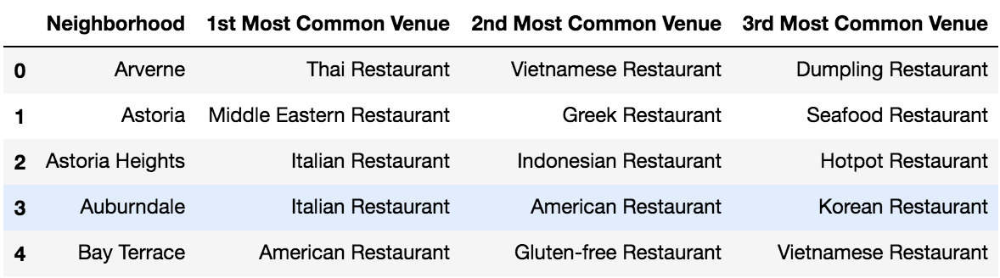 Neighborhood 1st Most Common Venue 2nd Most Common Venue 3rd Most Common Venue
0 Arverne Thai Restaurant Vietnamese Restaurant Dumpling Restaurant
1 Astoria Middle Eastern Restaurant Greek Restaurant Seafood Restaurant
2 Astoria Heights Italian Restaurant Indonesian Restaurant Hotpot Restaurant
3 Auburndale Italian Restaurant American Restaurant Korean Restaurant
4 Bay Terrace American Restaurant Gluten-free Restaurant Vietnamese Restaurant